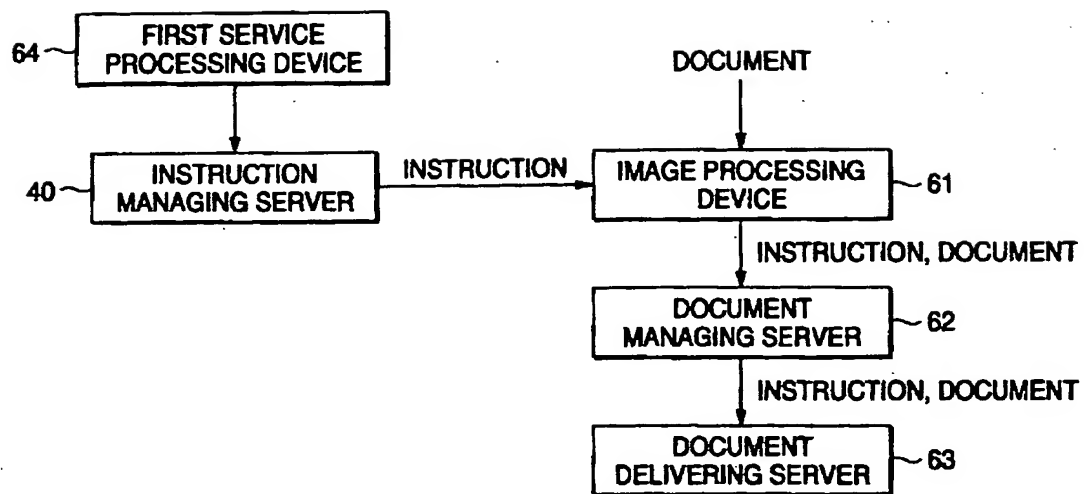 64
FIRST SERVICE
PROCESSING DEVICE
DOCUMENT
40
INSTRUCTION
MANAGING SERVER
INSTRUCTION
IMAGE PROCESSING
DEVICE
61
INSTRUCTION, DOCUMENT
DOCUMENT
MANAGING SERVER
62
INSTRUCTION, DOCUMENT
DOCUMENT
DELIVERING SERVER
63